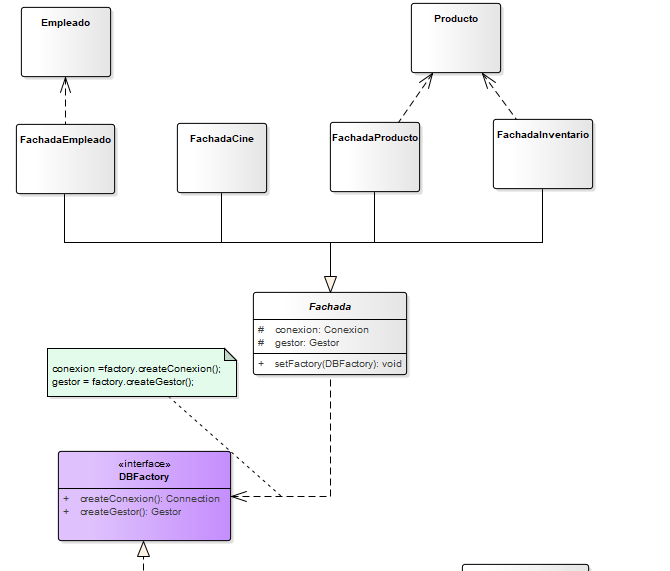 Empleado
Producto
FachadaEmpleado
FachadaCine
FachadaProducto
FachadaInventario
Fachada
# conexion: Conexion
# gestor: Gestor
+ setFactory(DBFactory): void
conexion =factory.createConexion();
gestor = factory.createGestor();
«interface»
DBFactory
+ createConexion(): Connection
+ createGestor(): Gestor